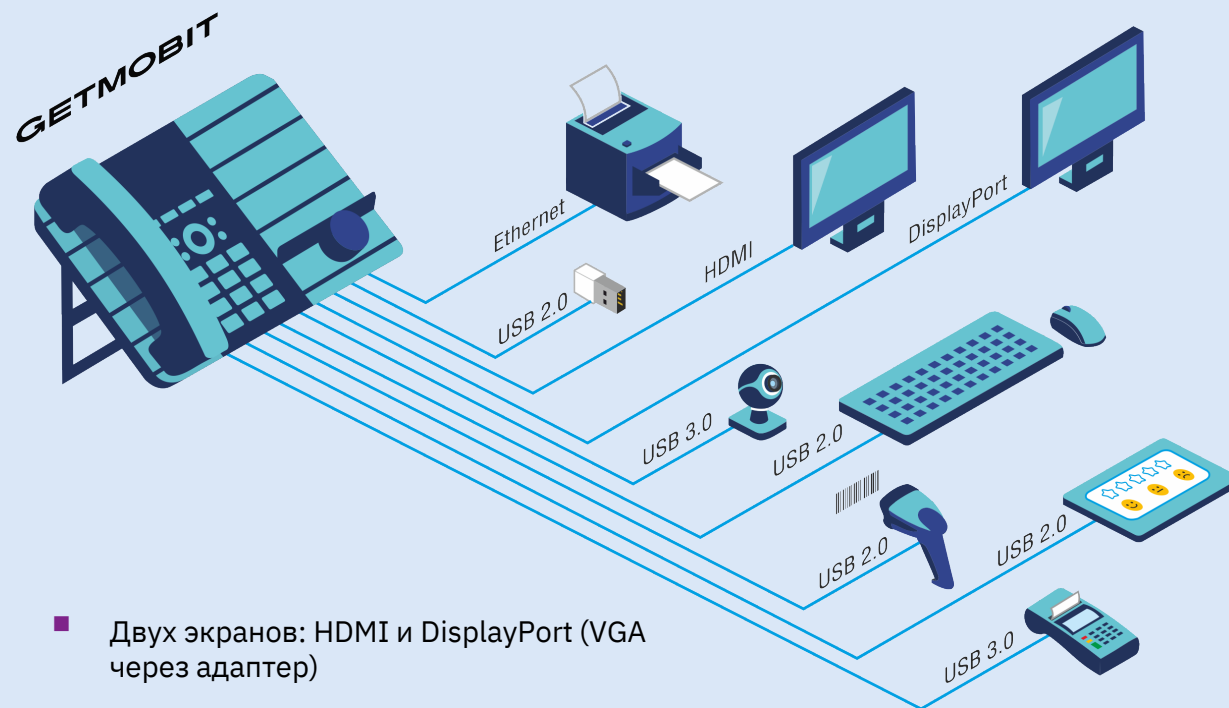 GETMOBIT
Ethernet
HDMI
DisplayPort
USB 2.0
USB 3.0
USB 2.0
USB 2.0
USB 2.0
USB 3.0
Двух экранов: HDMI и DisplayPort (VGA
через адаптер)